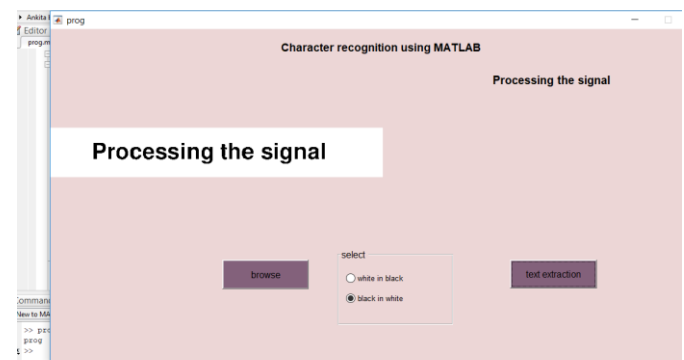 Ankita
prog
Editor
prog.m
Character recognition using MATLAB
Processing the signal
Processing the signal
select
browse
white in black
text extraction
black in white
New to MA
>> pro
prog
>>